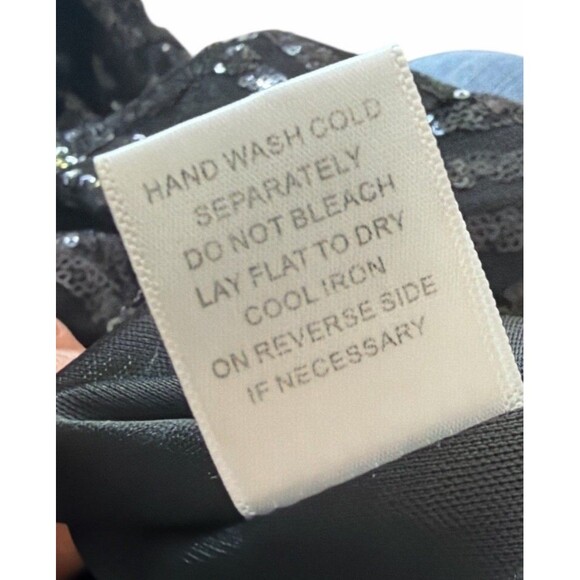 HAND WASH COLD
SEPARATELY
DO NOT BLEACH
LAY FLAT TO DRY
COOL IRON
ON REVERSE SIDE
IF NECESSARY